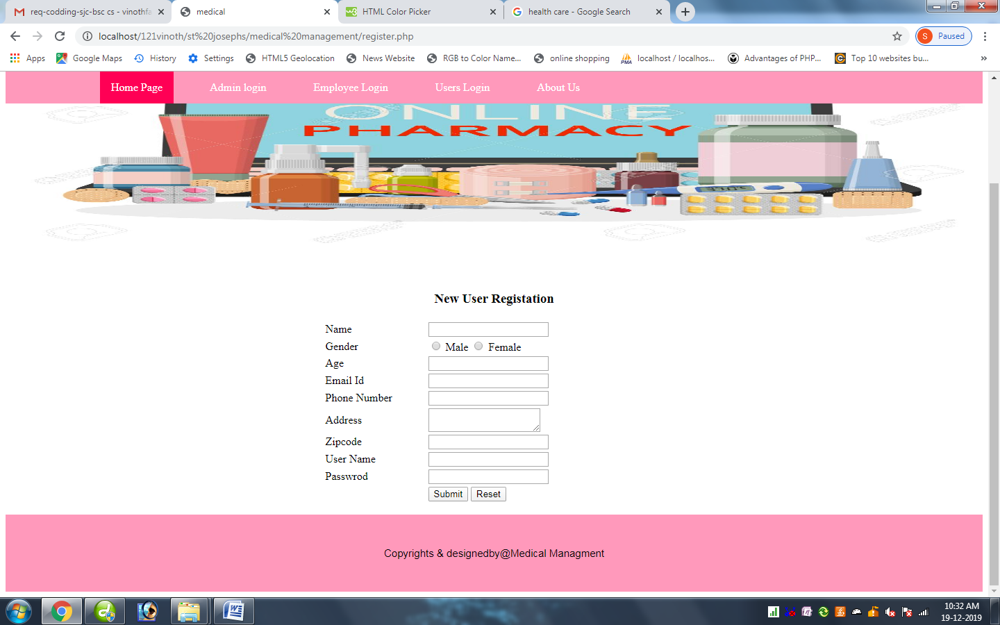 req-codding-sjc-bsc cs - vinothfa
medical
HTML Color Picker
health care - Google Search
localhost/121vinoth/st%20josephs/medical%20management/register.php
S Paused
Apps
Google Maps
History
Settings
HTML5 Geolocation
News Website
RGB to Color Name...
online shopping
PMA localhost / localhos...
Advantages of PHP...
Top 10 websites bu...
»
Home Page
Admin login
Employee Login
Users Login
About Us
ONLINE
PHARMACY
New User Registation
Name
Gender Male Female
Age
Email Id
Phone Number
Address
Zipcode
User Name
Passwrod
Submit Reset
Copyrights & designedby@Medical Managment
10:32 AM
19-12-2019